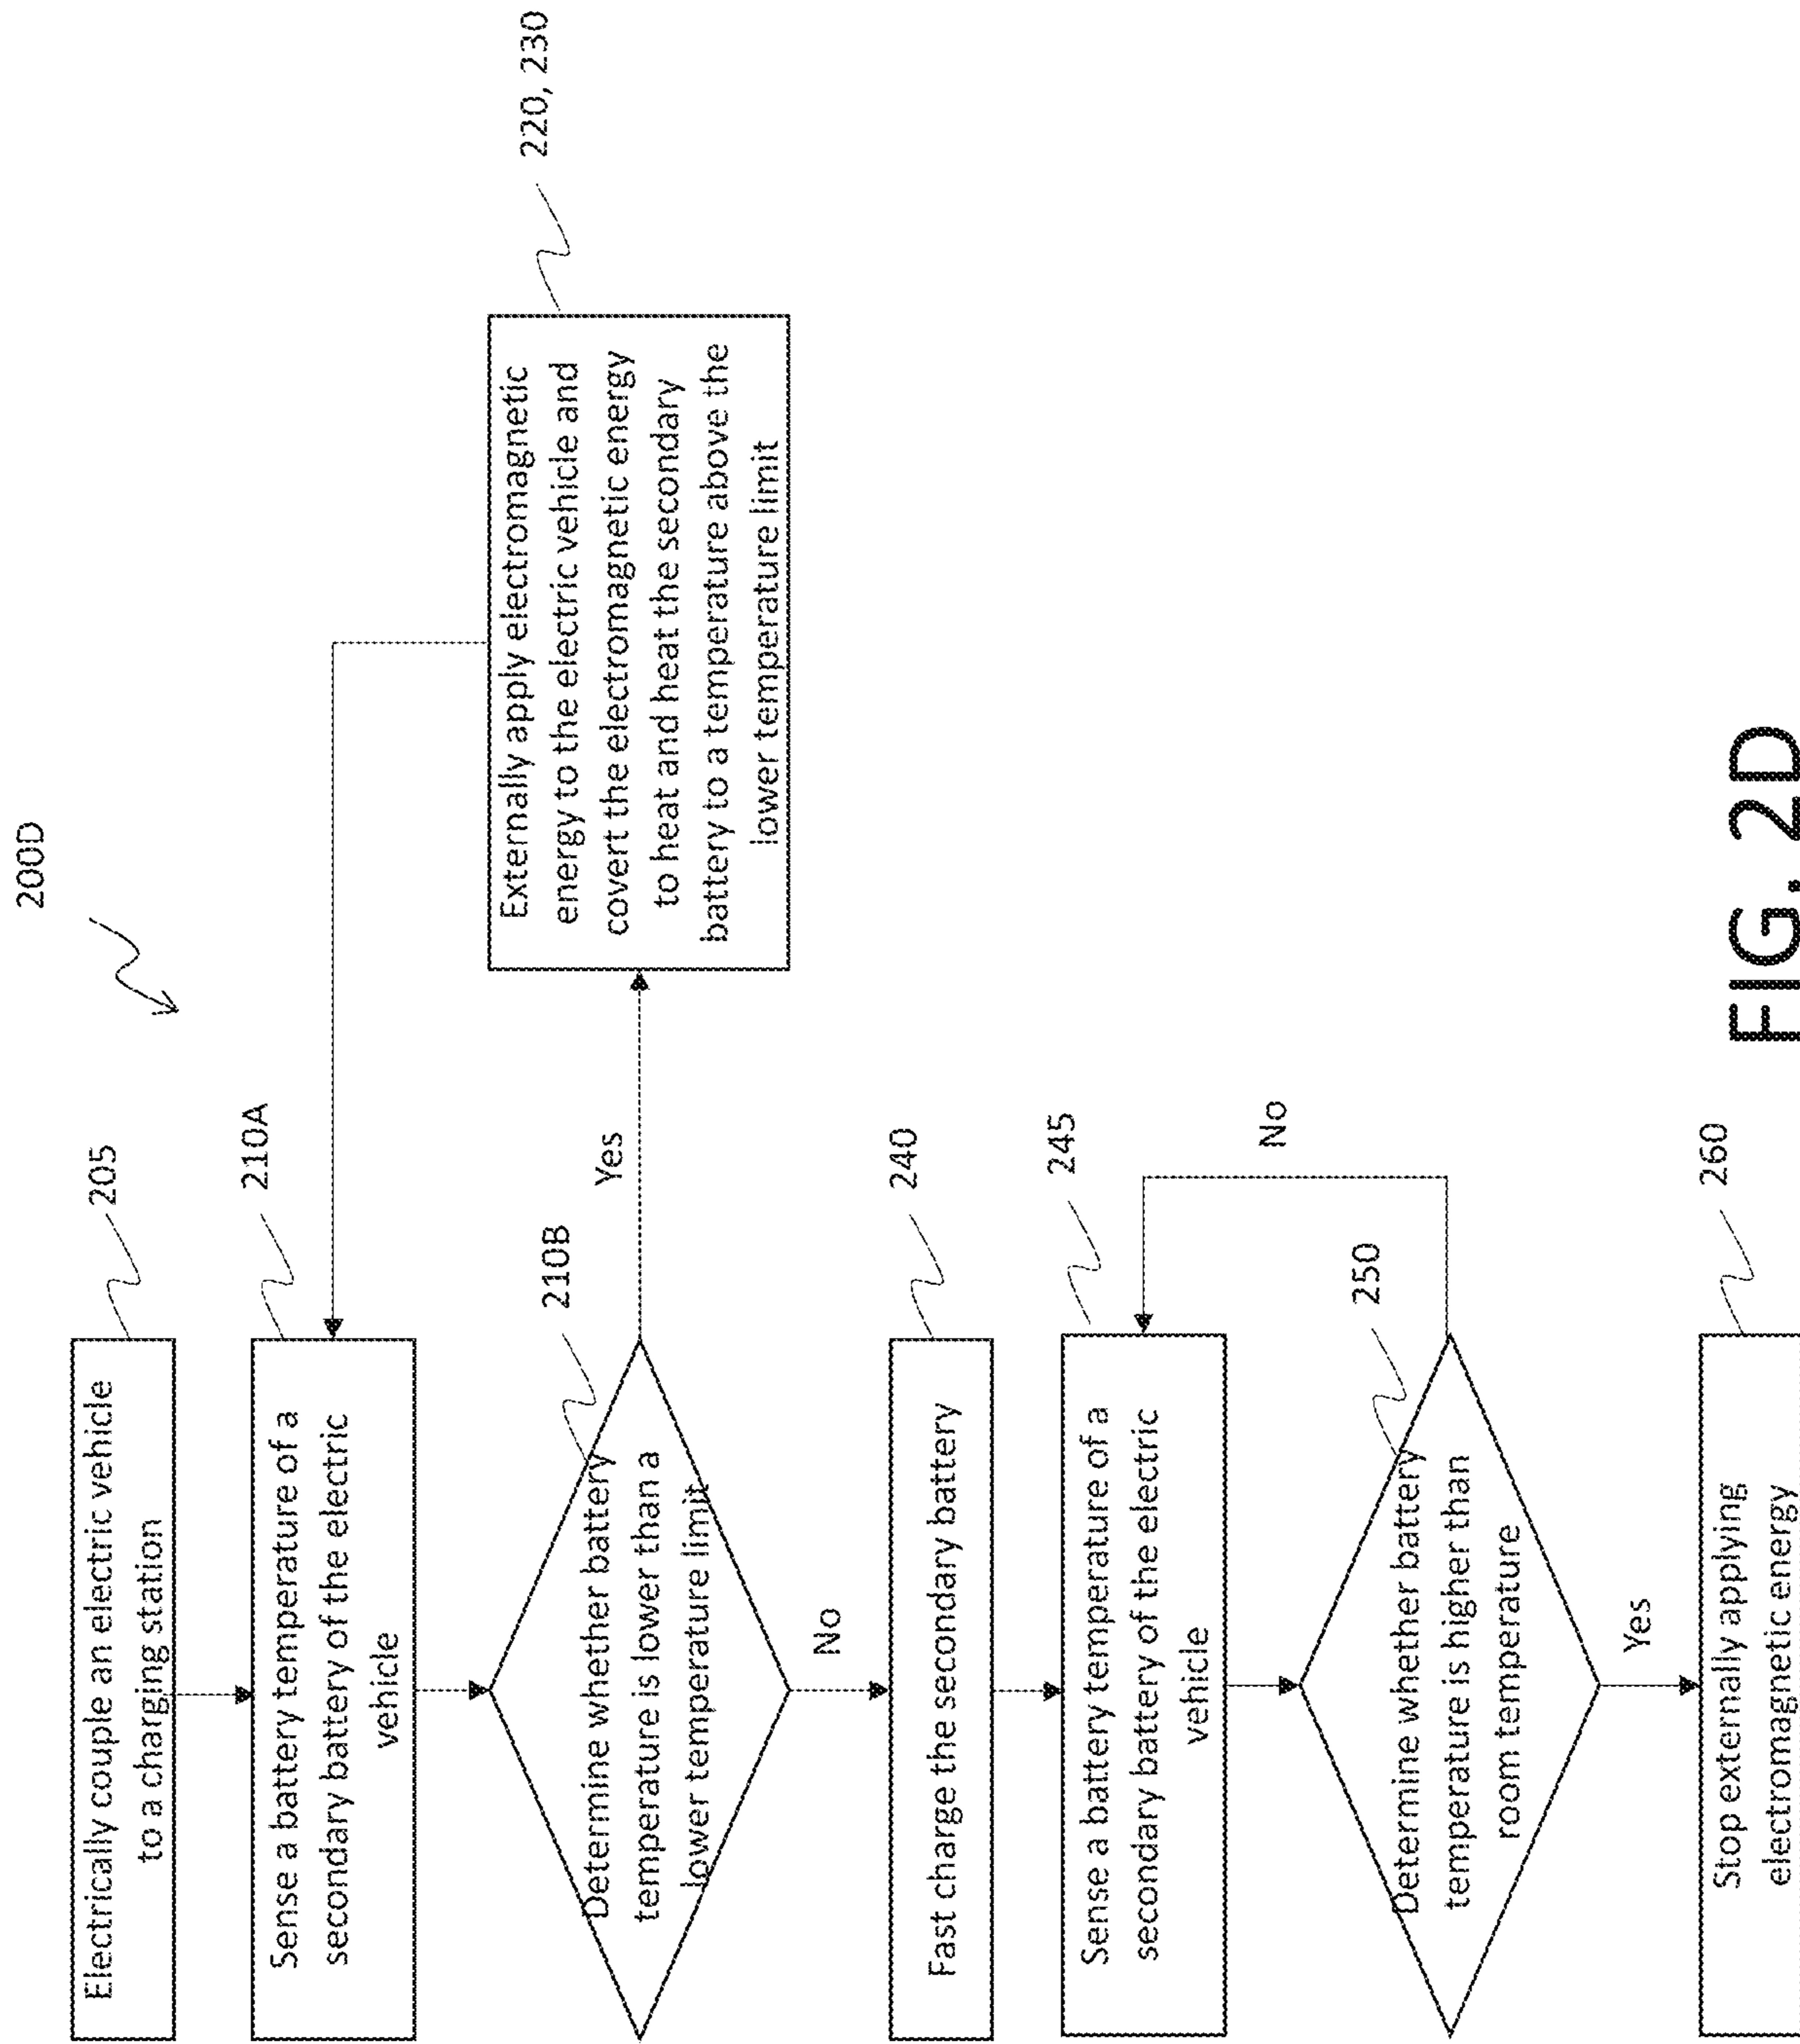 200D
Electrically couple an electric vehicle
to a charging station
205
Sense a battery temperature of a
secondary battery of the electric
vehicle
210A
Determine whether battery
temperature is lower than a
lower temperature limit
210B
Yes
Externally apply electromagnetic
energy to the electric vehicle and
covert the electromagnetic energy
to heat and heat the secondary
battery to a temperature above the
lower temperature limit
220, 230
No
Fast charge the secondary battery
240
Sense a battery temperature of a
secondary battery of the electric
vehicle
245
Determine whether battery
temperature is higher than
room temperature
250
No
Yes
Stop externally applying
electromagnetic energy
260
FIG. 2D